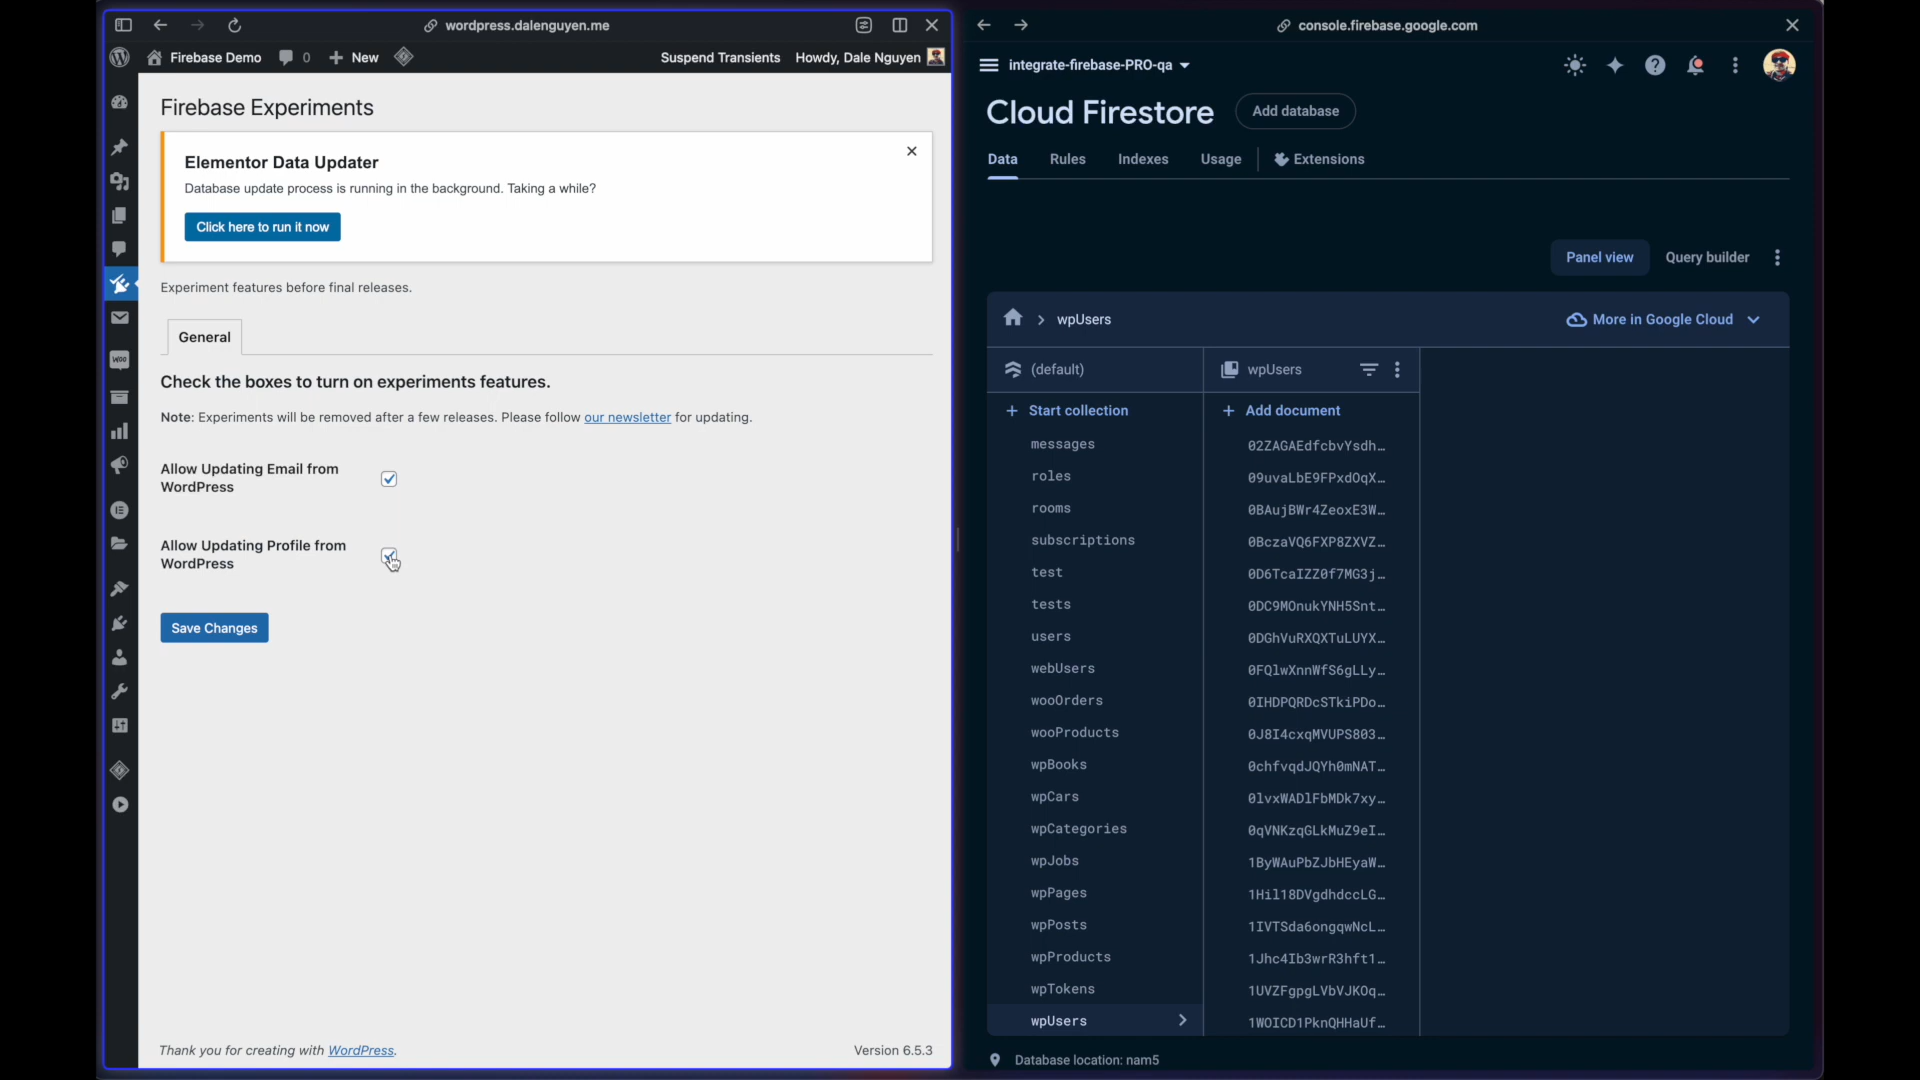 wordpress.dalenguyen.me
Firebase Demo
0
New
Suspend Transients
Howdy, Dale Nguyen
Firebase Experiments
Elementor Data Updater
Database update process is running in the background. Taking a while?
Click here to run it now
Experiment features before final releases.
General
Check the boxes to turn on experiments features.
Note: Experiments will be removed after a few releases. Please follow our newsletter for updating.
Allow Updating Email from
WordPress
Allow Updating Profile from
WordPress
Save Changes
Thank you for creating with WordPress.
Version 6.5.3
console.firebase.google.com
integrate-firebase-PRO-qa
Cloud Firestore
Add database
Data
Rules
Indexes
Usage
Extensions
Panel view
Query builder
wpUsers
More in Google Cloud
(default)
Start collection
messages
roles
rooms
subscriptions
test
tests
users
webUsers
wooOrders
wooProducts
wpBooks
wpCars
wpCategories
wpJobs
wpPages
wpPosts
wpProducts
wpTokens
wpUsers
wpUsers
Add document
02ZAGAEdfcbvYsdh…
09uvaLbE9FPxdOqX…
0BAujBWr4ZeoxE3W…
0BczaVQ6FXP8ZXVZ…
0D6TcaIZZ0f7MG3j…
0DC9MOnukYNH5Snt…
0DGhVuRXQXTuLUYX…
0FQlwXnnWfS6gLLy…
0IHDPQRDcSTkiPDo…
0J8I4cxqMVUPS803…
0chfvqdJQYh0mNAT…
0lvxWADlFbMDk7xy…
0qVNKzqGLkMuZ9eI…
1ByWAuPbZJbHEyaW…
1Hil18DVgdhdccLG…
1IVTSda6ongqwNcL…
1Jhc4Ib3wrR3hft1…
1UVZFgpgLVbVJKOq…
1WOICD1PknQHHaUf…
Database location: nam5